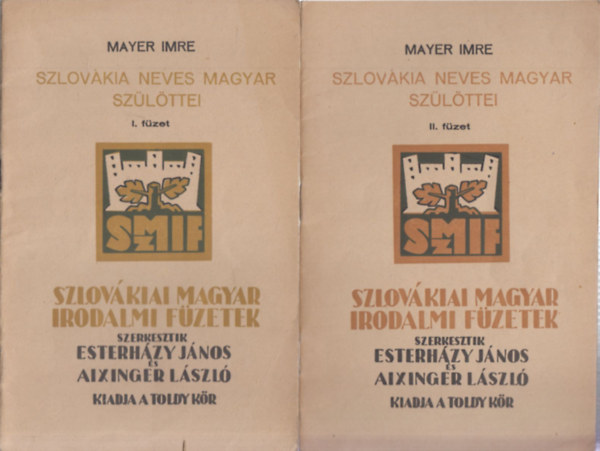 MAYER IMRE
SZLOVÁKIA NEVES MAGYAR
SZÜLÖTTEI
I. füzet
SZMIF
SZLOVÁKIAI MAGYAR
IRODALMI FÜZETEK
SZERKESZTIK
ESTERHÁZY JÁNOS
ÉS
AIXINGER LÁSZLÓ
KIADJA A TOLDY KÖR
MAYER IMRE
SZLOVÁKIA NEVES MAGYAR
SZÜLÖTTEI
II. füzet
SZMIF
SZLOVÁKIAI MAGYAR
IRODALMI FÜZETEK
SZERKESZTIK
ESTERHÁZY JÁNOS
ÉS
AIXINGER LÁSZLÓ
KIADJA A TOLDY KÖR